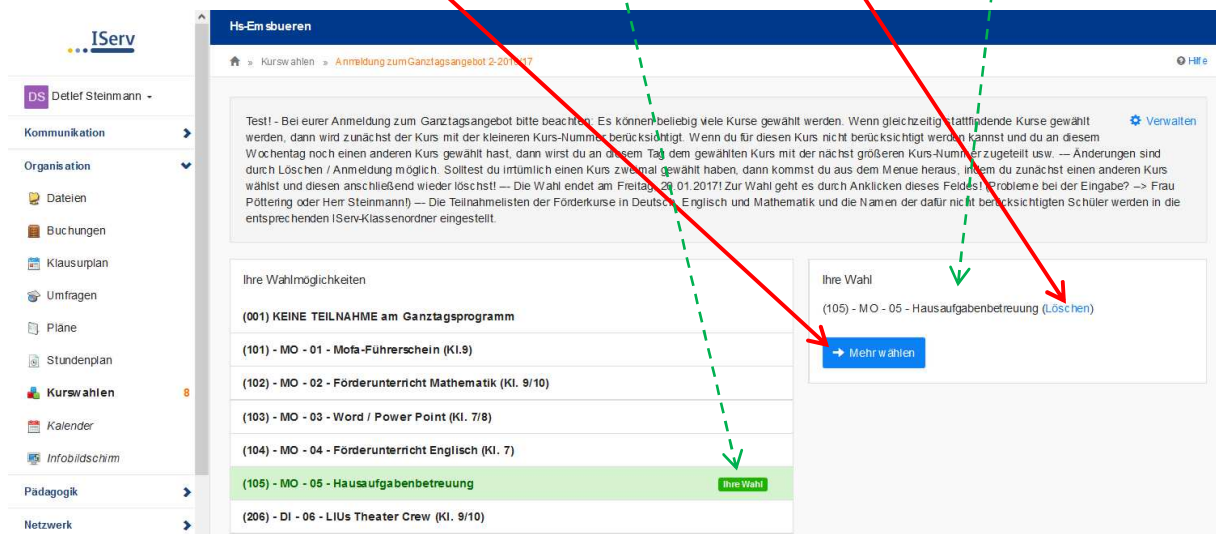 IServ
Hs-Emsbueren
» Kurswahlen » Anmeldung zum Ganztagsangebot 2-2016/17
Hilfe
DS Detlef Steinmann
Kommunikation
Organisation
Dateien
Buchungen
Klausurplan
Umfragen
Pläne
Stundenplan
Kurswahlen 8
Kalender
Infobildschirm
Pädagogik
Netzwerk
Test! - Bei eurer Anmeldung zum Ganztagsangebot bitte beachten: Es können beliebig viele Kurse gewählt werden. Wenn gleichzeitig stattfindende Kurse gewählt
werden, dann wird zunächst der Kurs mit der kleineren Kurs-Nummer berücksichtigt. Wenn du für diesen Kurs nicht berücksichtigt werden kannst und du an diesem
Wochentag noch einen anderen Kurs gewählt hast, dann wirst du an diesem Tag dem gewählten Kurs mit der nächst größeren Kurs-Nummer zugeteilt usw. --- Änderungen sind
durch Löschen / Anmeldung möglich. Solltest du irrtümlich einen Kurs zweimal gewählt haben, dann kommst du aus dem Menue heraus, indem du zunächst einen anderen Kurs
wählst und diesen anschließend wieder löschst! --- Die Wahl endet am Freitag, 20.01.2017! Zur Wahl geht es durch Anklicken dieses Feldes! (Probleme bei der Eingabe? --> Frau
Pöttering oder Herr Steinmann!) --- Die Teilnahmelisten der Förderkurse in Deutsch, Englisch und Mathematik und die Namen der dafür nicht berücksichtigten Schüler werden in die
entsprechenden IServ-Klassenordner eingestellt.
Verwalten
Ihre Wahlmöglichkeiten
(001) KEINE TEILNAHME am Ganztagsprogramm
(101) - MO - 01 - Mofa-Führerschein (Kl.9)
(102) - MO - 02 - Förderunterricht Mathematik (Kl. 9/10)
(103) - MO - 03 - Word / Power Point (Kl. 7/8)
(104) - MO - 04 - Förderunterricht Englisch (Kl. 7)
(105) - MO - 05 - Hausaufgabenbetreuung Ihre Wahl
(206) - DI - 06 - LIUs Theater Crew (Kl. 9/10)
Ihre Wahl
(105) - MO - 05 - Hausaufgabenbetreuung (Löschen)
Mehr wählen